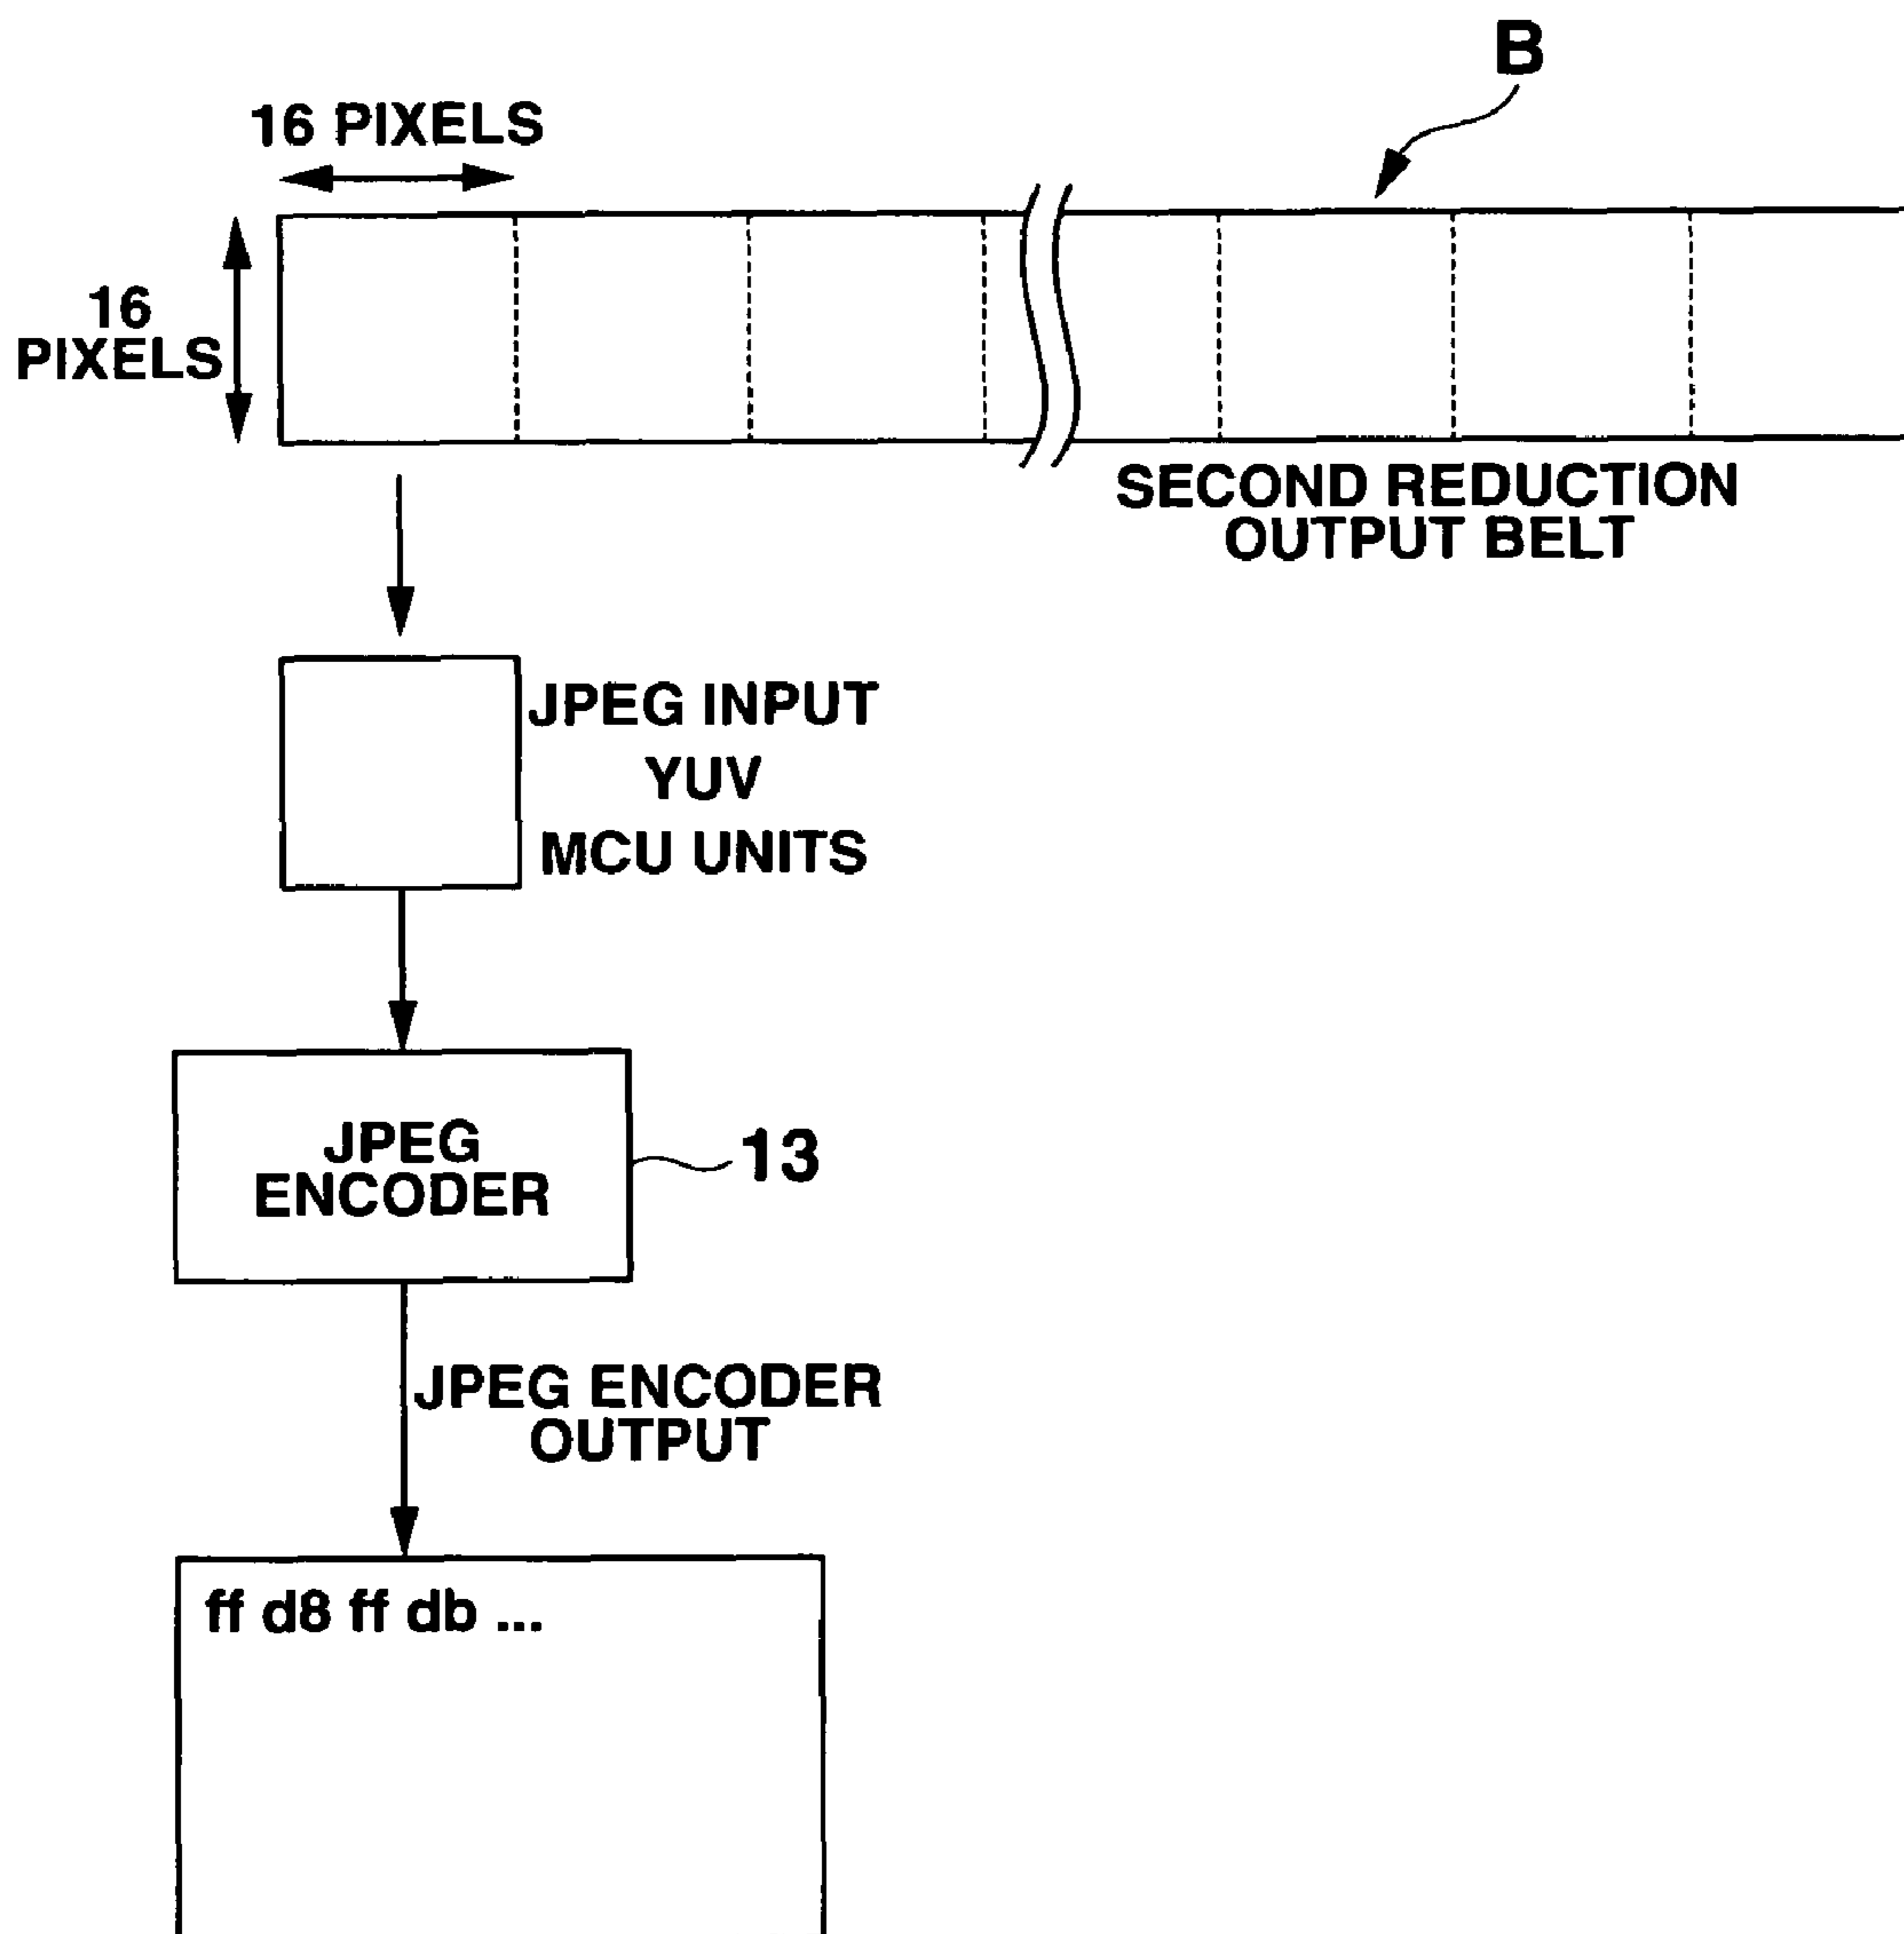 B
16 PIXELS
16
PIXELS
SECOND REDUCTION
OUTPUT BELT
JPEG INPUT
YUV
MCU UNITS
JPEG
ENCODER
13
JPEG ENCODER
OUTPUT
ff d8 ff db ...